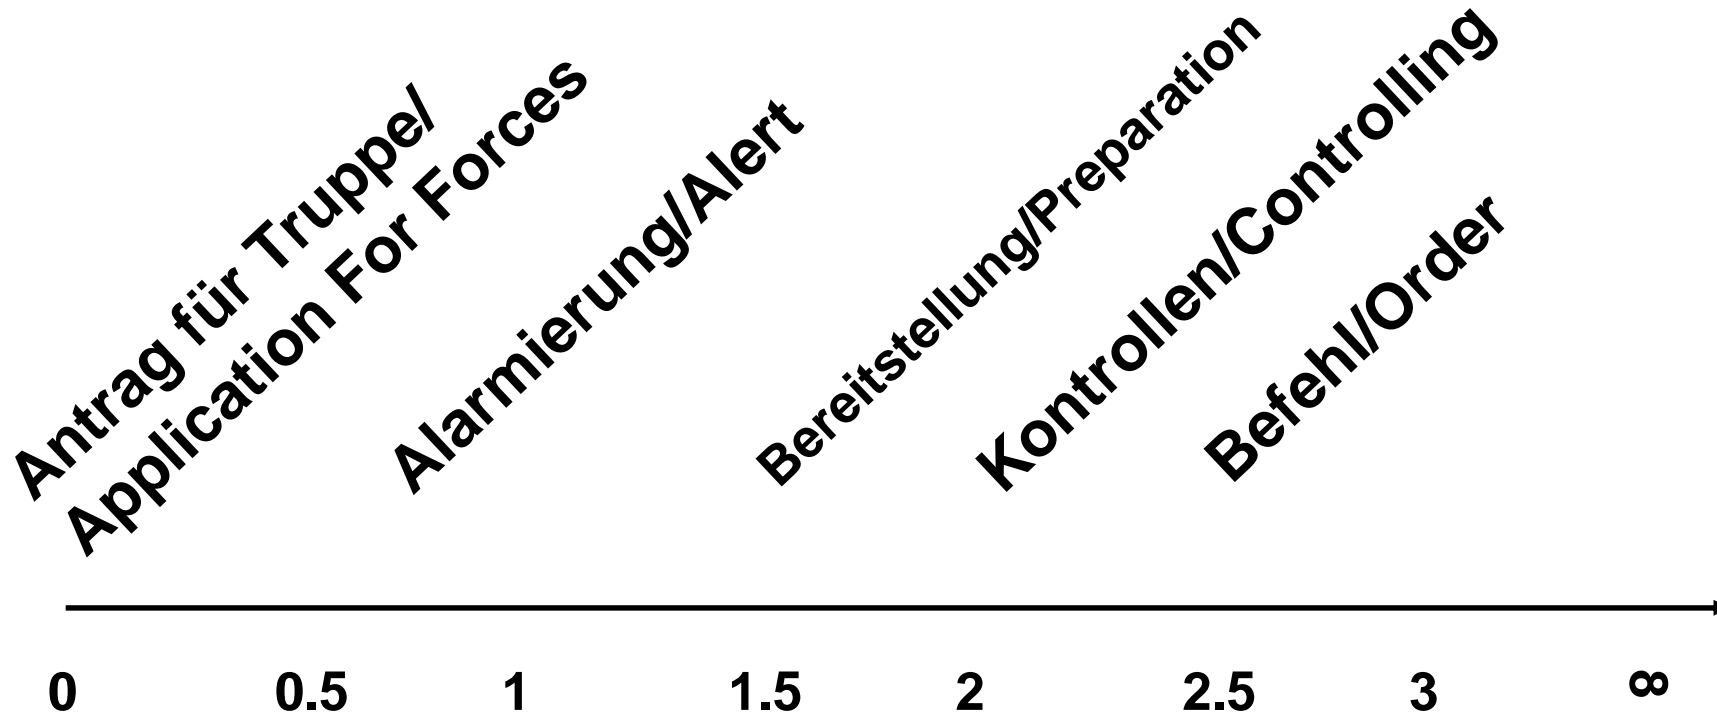 Antrag für Truppe/
Application For Forces
Alarmierung/Alert
Bereitstellung/Preparation
Kontrollen/Controlling
Befehl/Order
0 0.5 1 1.5 2 2.5 3 ∞